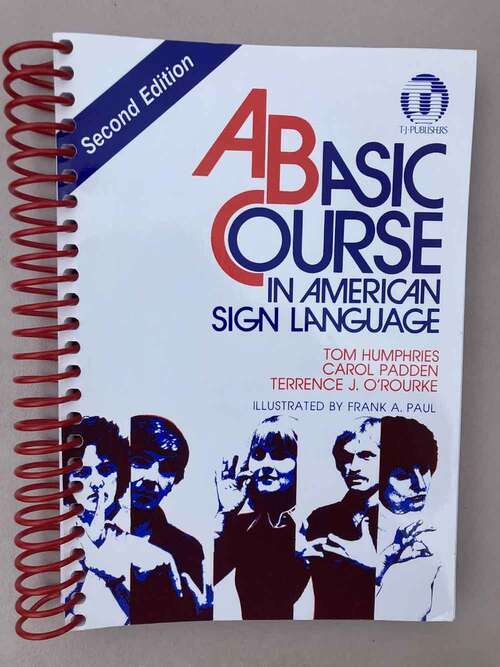 Second Edition
T·J·PUBLISHERS
A BASIC
COURSE
IN AMERICAN
SIGN LANGUAGE
TOM HUMPHRIES
CAROL PADDEN
TERRENCE J. O'ROURKE
ILLUSTRATED BY FRANK A. PAUL